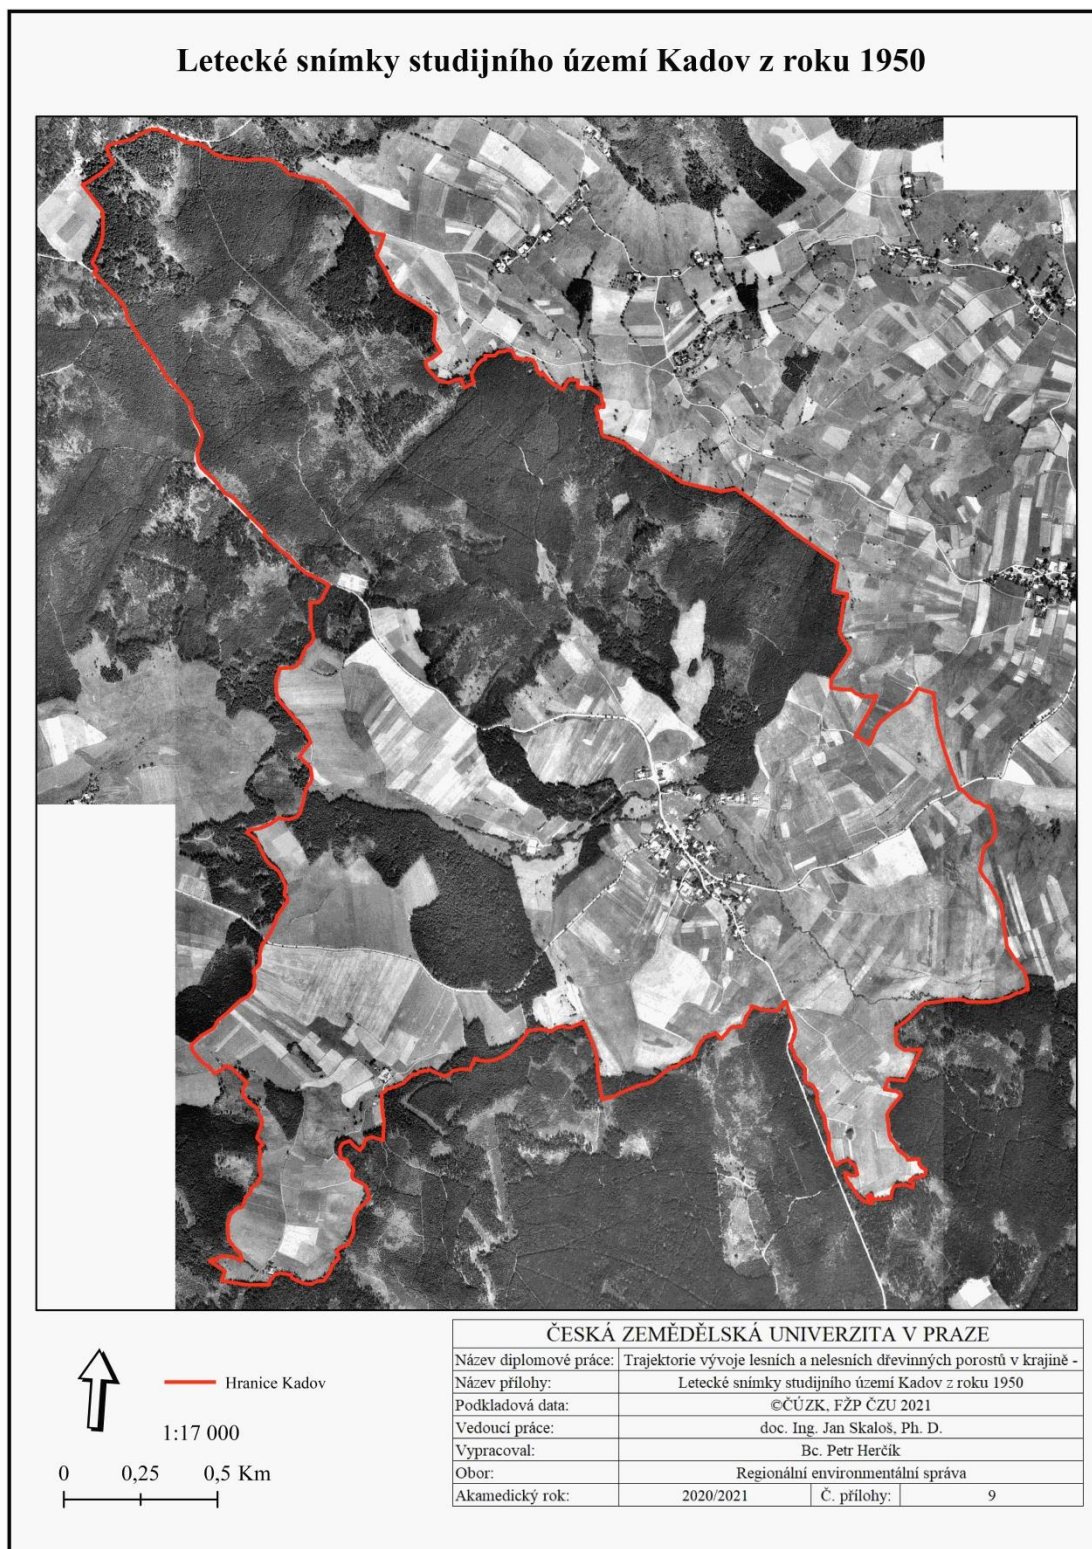 Letecké snímky studijního území Kadov z roku 1950
Hranice Kadov
1:17 000
0 0,25 0,5 Km
ČESKÁ ZEMĚDĚLSKÁ UNIVERZITA V PRAZE
Název diplomové práce: Trajektorie vývoje lesních a nelesních dřevinných porostů v krajině -
Název přílohy: Letecké snímky studijního území Kadov z roku 1950
Podkladová data: ©ČÚZK, FŽP ČZU 2021
Vedoucí práce: doc. Ing. Jan Skaloš, Ph. D.
Vypracoval: Bc. Petr Herčík
Obor: Regionální environmentální správa
Akamedický rok: 2020/2021 Č. přílohy: 9